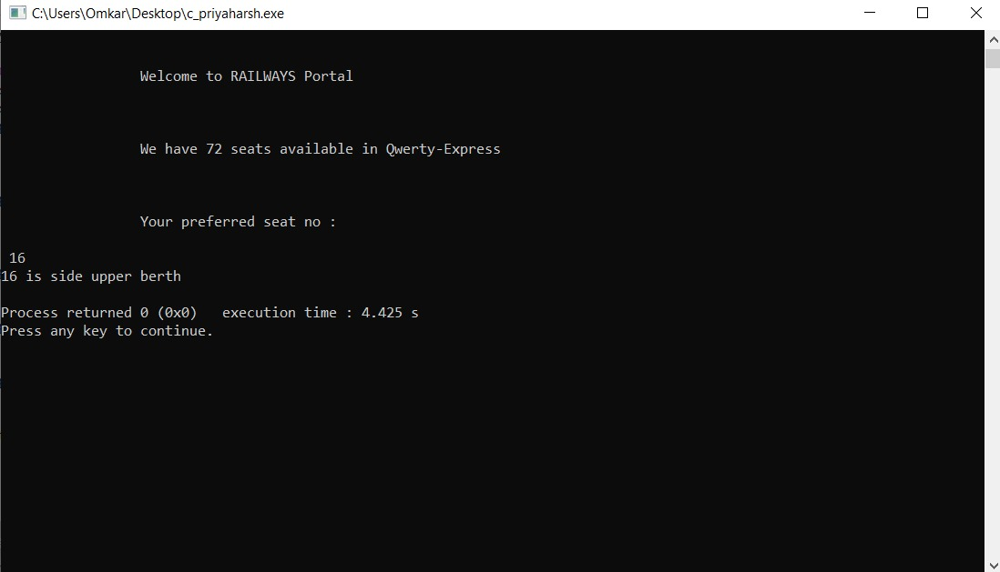 C:\Users\Omkar\Desktop\c_priyaharsh.exe
Welcome to RAILWAYS Portal
We have 72 seats available in Qwerty-Express
Your preferred seat no :
16
16 is side upper berth
Process returned 0 (0x0)   execution time : 4.425 s
Press any key to continue.